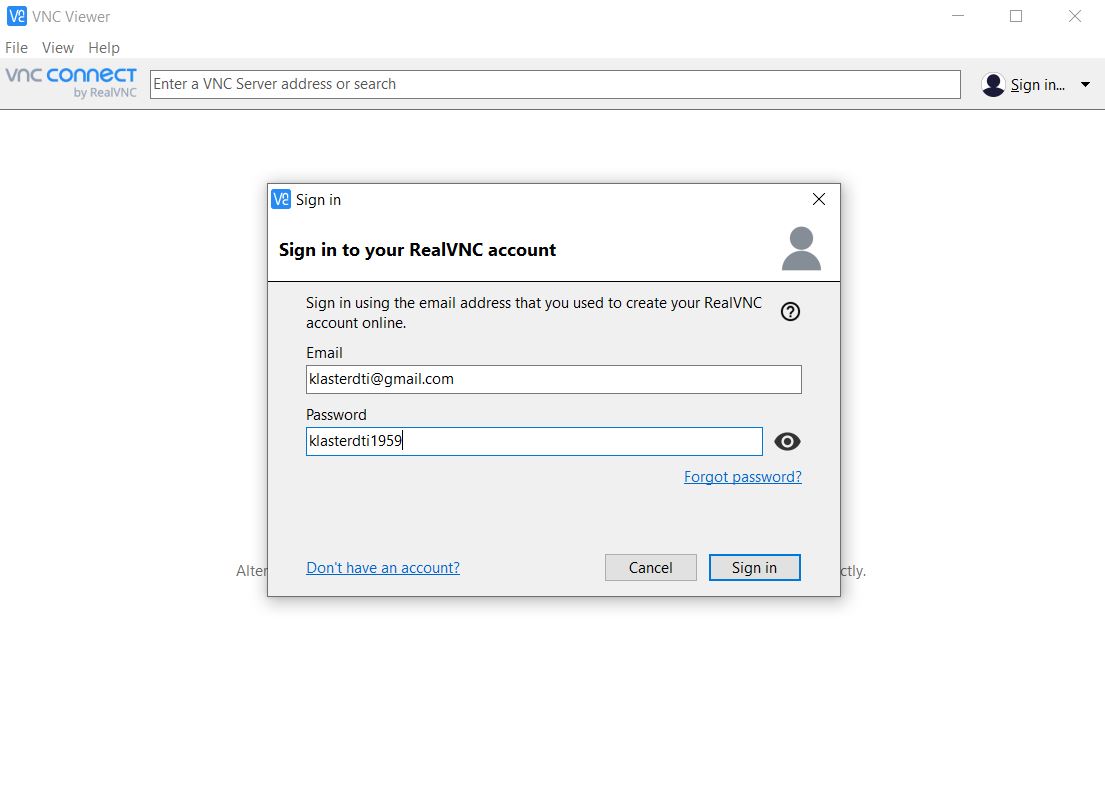 VNC Viewer
File View Help
vnc connect
by RealVNC
Enter a VNC Server address or search
Sign in...
Sign in
Sign in to your RealVNC account
Sign in using the email address that you used to create your RealVNC
account online.
Email
klasterdti@gmail.com
Password
klasterdti1959
Forgot password?
Alter
ctly.
Don't have an account?
Cancel
Sign in